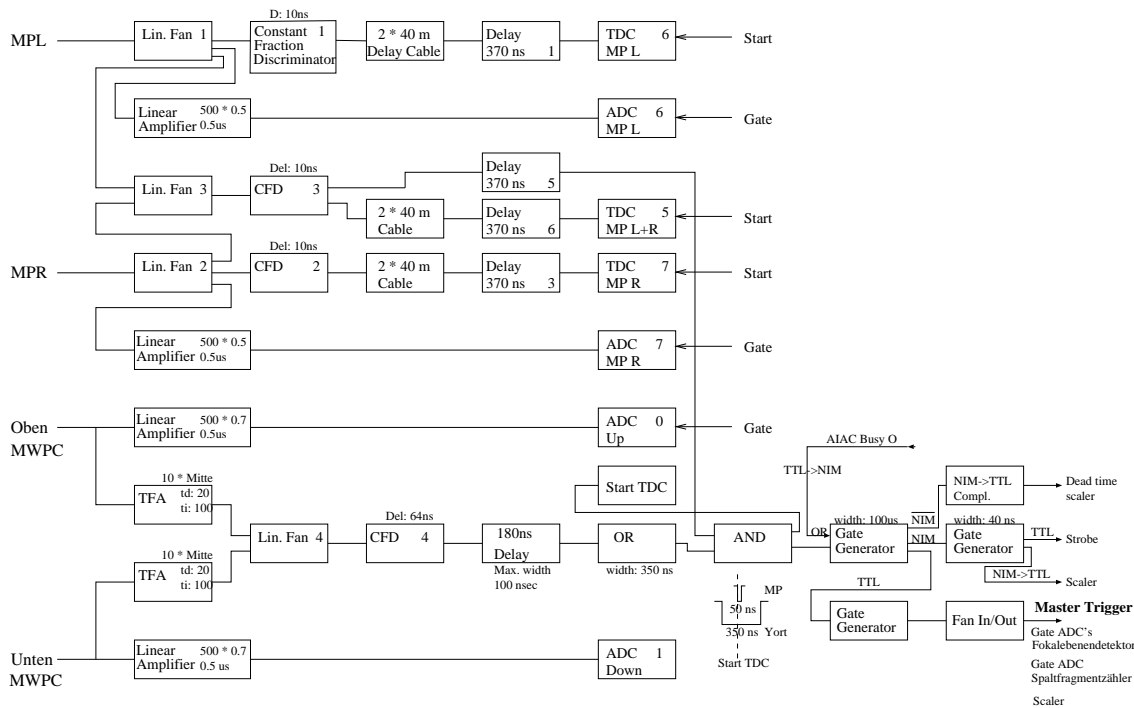 D: 10ns
MPL
Lin. Fan 1
Constant 1
Fraction
Discriminator
2 * 40 m
Delay Cable
Delay
370 ns 1
TDC 6
MP L
Start
Linear 500 * 0.5
Amplifier 0.5us
ADC 6
MP L
Gate
Del: 10ns
Lin. Fan 3
CFD 3
Delay
370 ns 5
2 * 40 m
Cable
Delay
370 ns 6
TDC 5
MP L+R
Start
Del: 10ns
MPR
Lin. Fan 2
CFD 2
2 * 40 m
Cable
Delay
370 ns 3
TDC 7
MP R
Start
Linear 500 * 0.5
Amplifier 0.5us
ADC 7
MP R
Gate
Oben
MWPC
Linear 500 * 0.7
Amplifier 0.5us
ADC 0
Up
Gate
AIAC Busy O
TTL->NIM
10 * Mitte
TFA td: 20
ti: 100
Start TDC
NIM->TTL
Compl.
Dead time
scaler
Del: 64ns
Lin. Fan 4
CFD 4
180ns
Delay
Max. width
100 nsec
OR
width: 350 ns
AND
width: 100us
OR
Gate
Generator
NIM
NIM
width: 40 ns
Gate
Generator
TTL
Strobe
10 * Mitte
TFA td: 20
ti: 100
NIM->TTL
Scaler
TTL
MP
50 ns
350 ns Yort
Start TDC
Gate
Generator
Fan In/Out
Master Trigger
Gate ADC's
Fokalebenendetektor
Gate ADC
Spaltfragmentzähler
Scaler
Unten
MWPC
Linear 500 * 0.7
Amplifier 0.5 us
ADC 1
Down